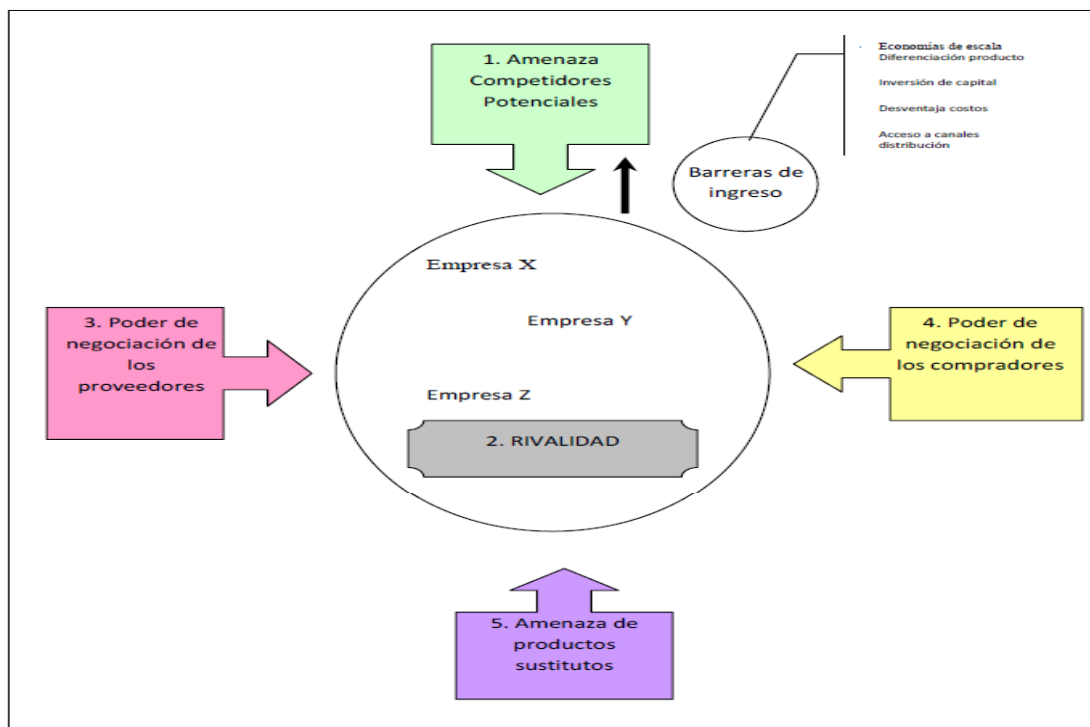 1. Amenaza
Competidores
Potenciales
Economías de escala
Diferenciación producto
Inversión de capital
Desventaja costos
Acceso a canales
distribución
Barreras de
ingreso
Empresa X
Empresa Y
Empresa Z
2. RIVALIDAD
3. Poder de
negociación de
los
proveedores
4. Poder de
negociación de
los compradores
5. Amenaza de
productos
sustitutos